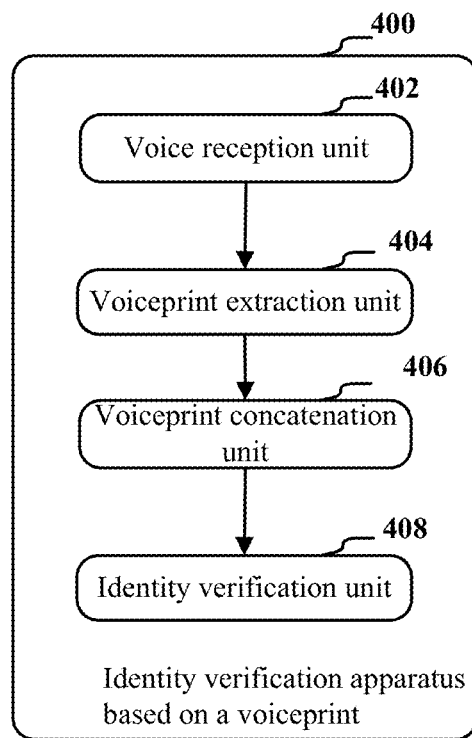 400
402
Voice reception unit
404
Voiceprint extraction unit
406
Voiceprint concatenation
unit
408
Identity verification unit
Identity verification apparatus
based on a voiceprint